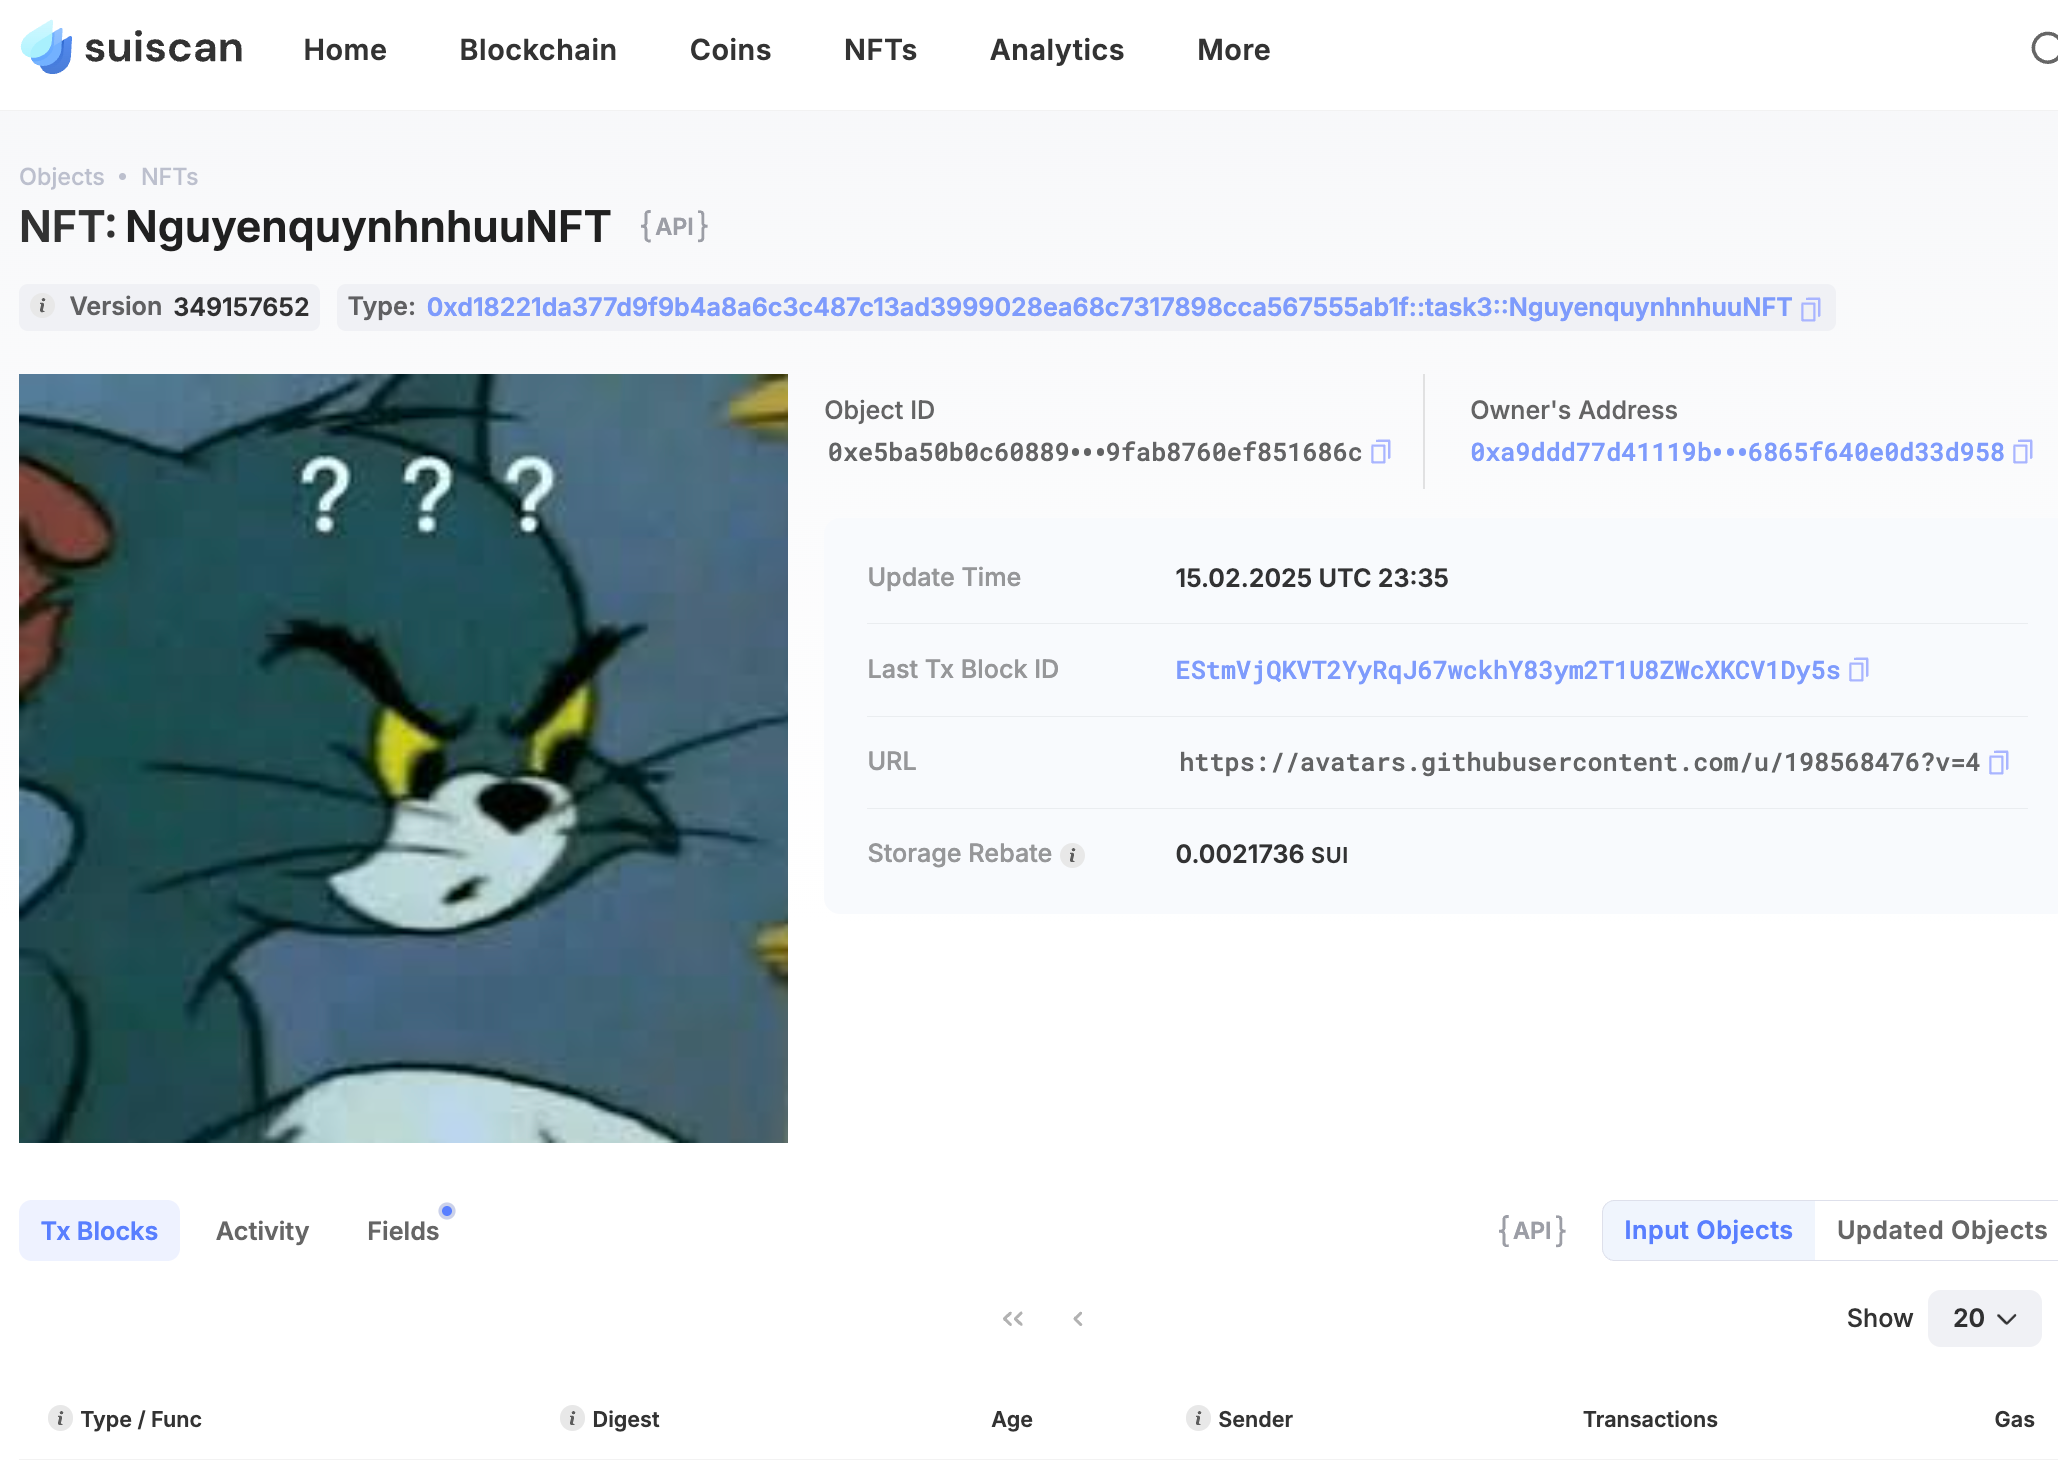 suiscan Home Blockchain Coins NFTs Analytics More
Objects • NFTs
NFT: NguyenquynhnhuuNFT {API}
i Version 349157652 Type: 0xd18221da377d9f9b4a8a6c3c487c13ad3999028ea68c7317898cca567555ab1f::task3::NguyenquynhnhuuNFT
? ? ?
Object ID
0xe5ba50b0c60889•••9fab8760ef851686c
Owner's Address
0xa9ddd77d41119b•••6865f640e0d33d958
Update Time 15.02.2025 UTC 23:35
Last Tx Block ID EStmVjQKVT2YyRqJ67wckhY83ym2T1U8ZWcXKCV1Dy5s
URL https://avatars.githubusercontent.com/u/198568476?v=4
Storage Rebate i 0.0021736 SUI
Tx Blocks Activity Fields {API} Input Objects Updated Objects
Show 20
i Type / Func i Digest Age i Sender Transactions Gas